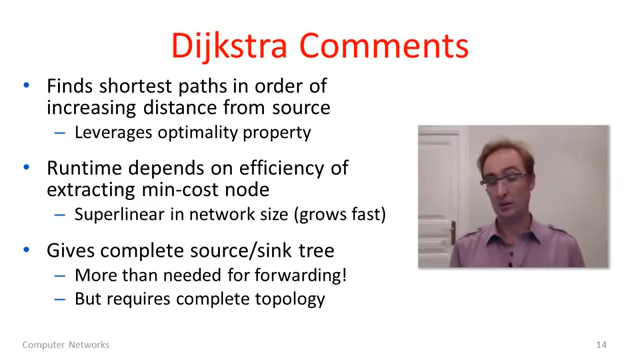 Dijkstra Comments
• Finds shortest paths in order of
increasing distance from source
– Leverages optimality property
• Runtime depends on efficiency of
extracting min-cost node
– Superlinear in network size (grows fast)
• Gives complete source/sink tree
– More than needed for forwarding!
– But requires complete topology
Computer Networks
14